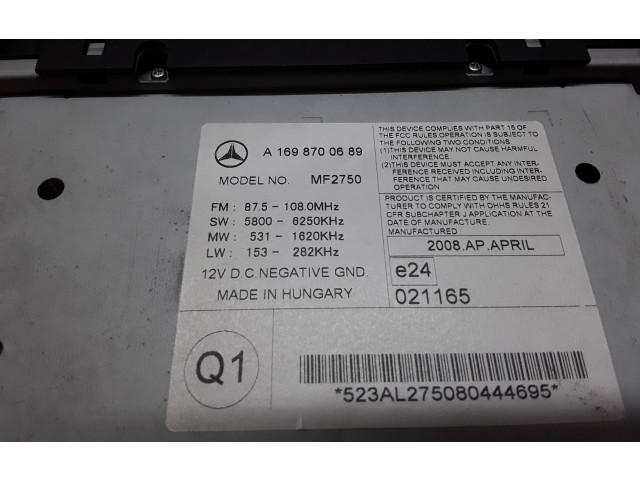 A 169 870 06 89
MODEL NO. MF2750
FM : 87.5 - 108.0MHz
SW : 5800 - 6250KHz
MW : 531 - 1620KHz
LW : 153 - 282KHz
12V D.C.NEGATIVE GND.
MADE IN HUNGARY
THIS DEVICE COMPLIES WITH PART 15 OF
THE FCC RULES.OPERATION IS SUBJECT TO
THE FOLLOWING TWO CONDITIONS:
(1)THIS DEVICE MAY NOT CAUSE HARMFUL
INTERFERENCE
(2)THIS DEVICE MUST ACCEPT ANY INTER-
FERENCE RECEIVED INCLUDING INTER-
FERENCE THAT MAY CAUSE UNDESIRED
OPERATION.
PRODUCT IS CERTIFIED BY THE MANUFAC-
TURER TO COMPLY WITH DHHS RULES 21
CFR SUBCHAPTER J APPLICATION AT THE
DATE OF MANUFACTURE
MANUFACTURED
2008.AP.APRIL
e24
021165
Q1
*523AL275080444695*